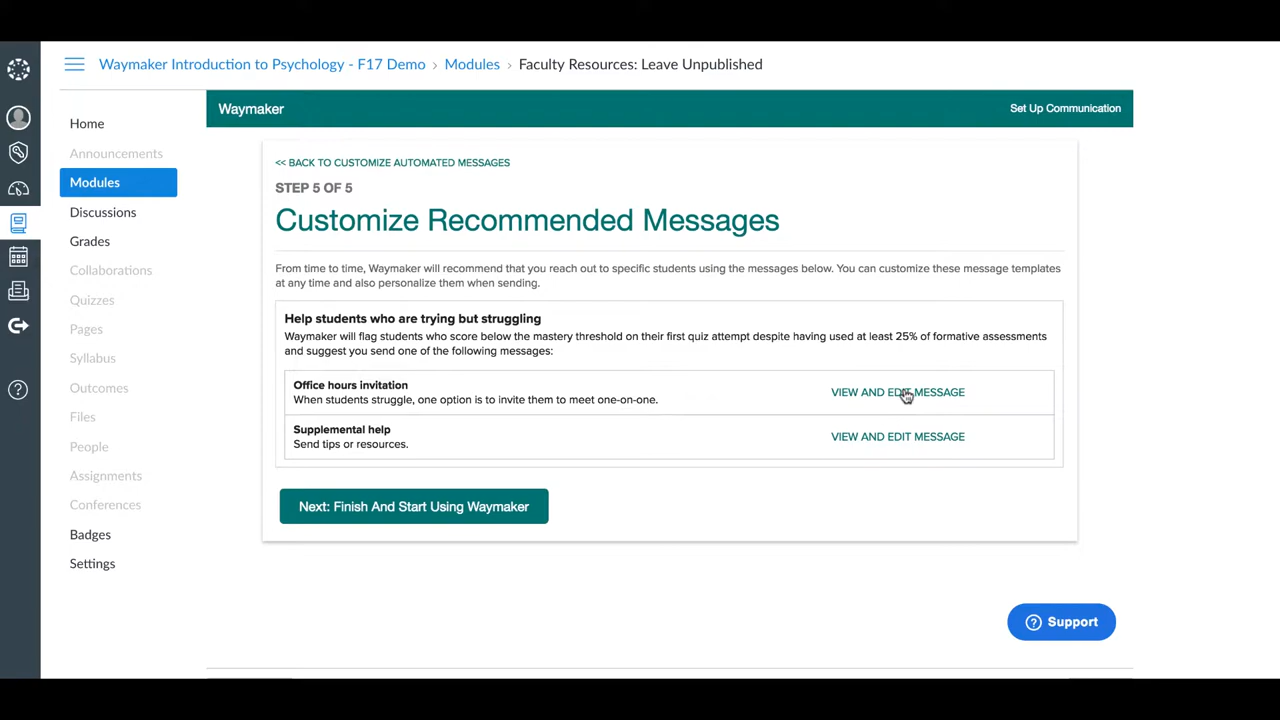 Waymaker Introduction to Psychology - F17 Demo › Modules › Faculty Resources: Leave Unpublished
Home
Announcements
Modules
Discussions
Grades
Collaborations
Quizzes
Pages
Syllabus
Outcomes
Files
People
Assignments
Conferences
Badges
Settings
Waymaker
Set Up Communication
<< BACK TO CUSTOMIZE AUTOMATED MESSAGES
STEP 5 OF 5
Customize Recommended Messages
From time to time, Waymaker will recommend that you reach out to specific students using the messages below. You can customize these message templates
at any time and also personalize them when sending.
Help students who are trying but struggling
Waymaker will flag students who score below the mastery threshold on their first quiz attempt despite having used at least 25% of formative assessments
and suggest you send one of the following messages:
Office hours invitation
When students struggle, one option is to invite them to meet one-on-one.
VIEW AND EDIT MESSAGE
Supplemental help
Send tips or resources.
VIEW AND EDIT MESSAGE
Next: Finish And Start Using Waymaker
Support